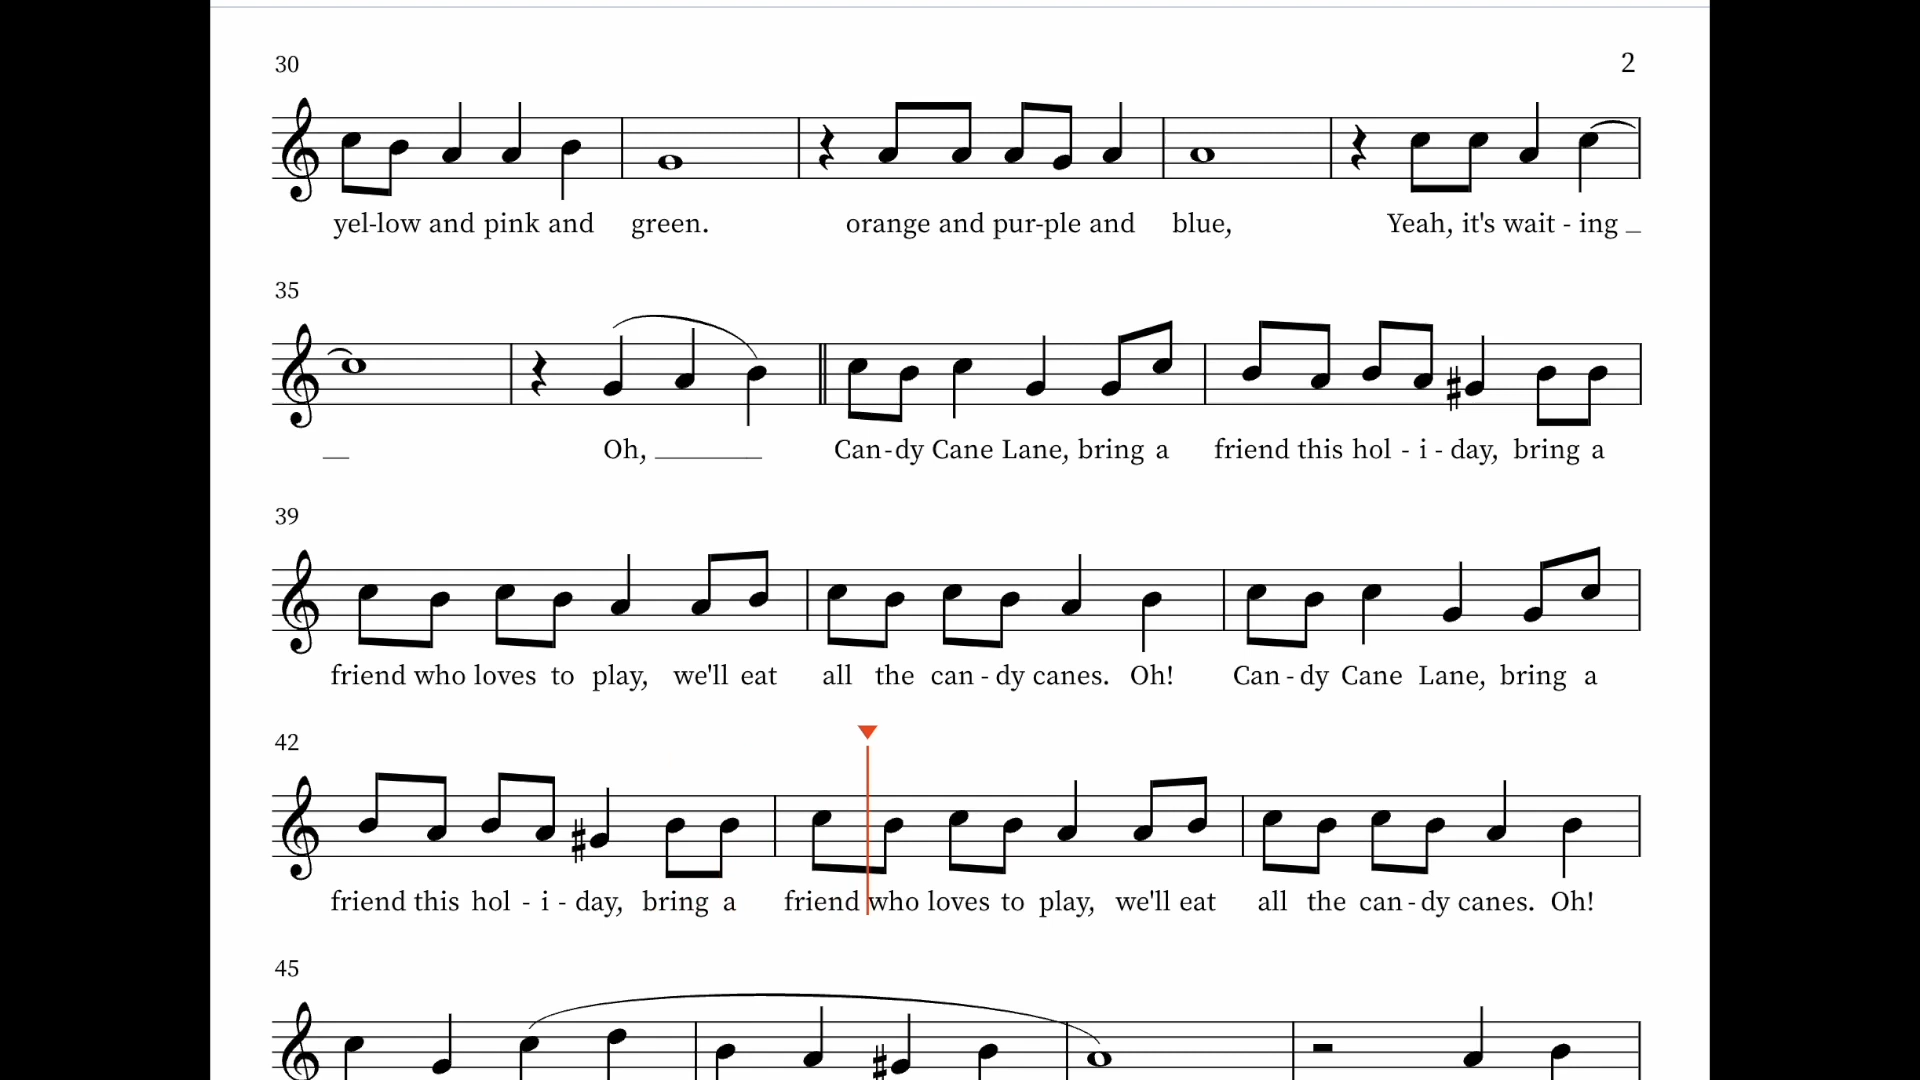 30
2
yel-low and pink and green. orange and pur-ple and blue, Yeah, it's wait - ing _
35
Oh, ______
Can-dy Cane Lane, bring a friend this hol - i - day, bring a
39
friend who loves to play, we'll eat all the can - dy canes. Oh! Can - dy Cane Lane, bring a
42
friend this hol - i - day, bring a friend who loves to play, we'll eat all the can - dy canes. Oh!
45